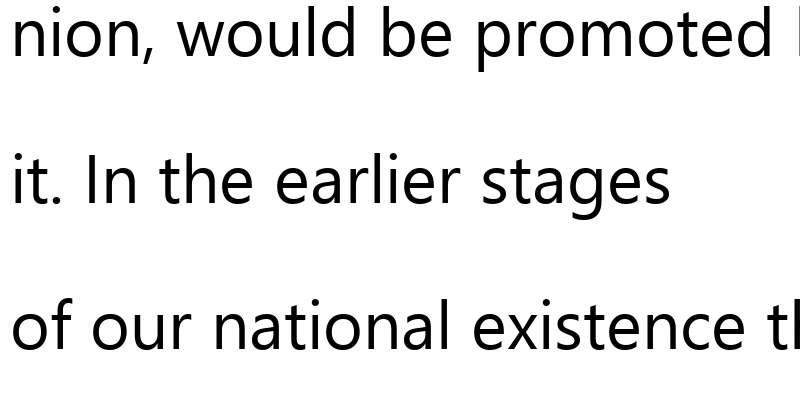 nion, would be promoted
it. In the earlier stages
of our national existence